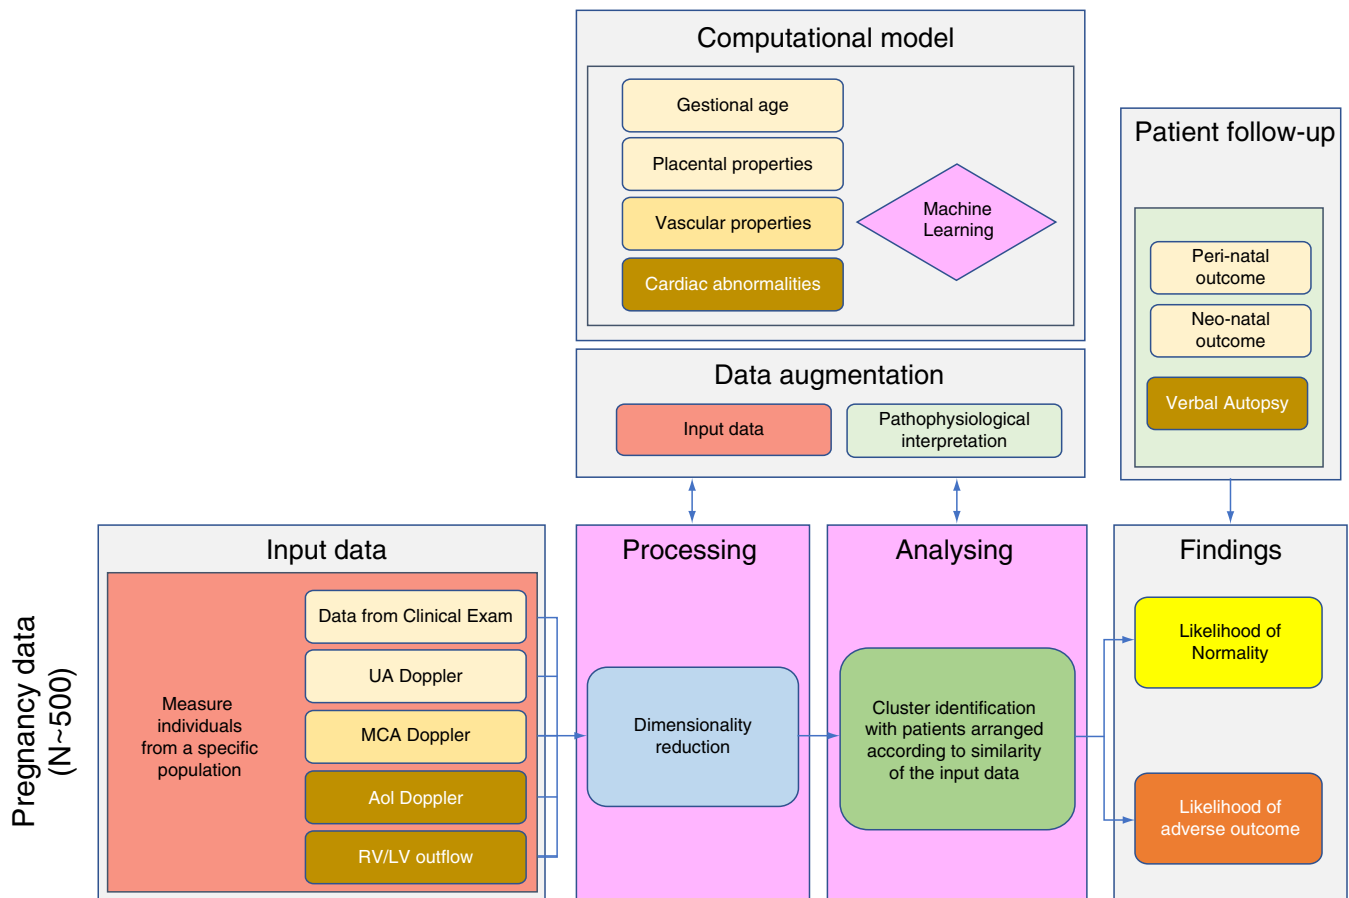 Computational model
Gestional age
Placental properties
Vascular properties
Cardiac abnormalities
Machine
Learning
Patient follow-up
Peri-natal
outcome
Neo-natal
outcome
Verbal Autopsy
Data augmentation
Input data
Pathophysiological
interpretation
Pregnancy data
(N~500)
Input data
Measure
individuals
from a specific
population
Data from Clinical Exam
UA Doppler
MCA Doppler
AoI Doppler
RV/LV outflow
Processing
Dimensionality
reduction
Analysing
Cluster identification
with patients arranged
according to similarity
of the input data
Findings
Likelihood of
Normality
Likelihood of
adverse outcome